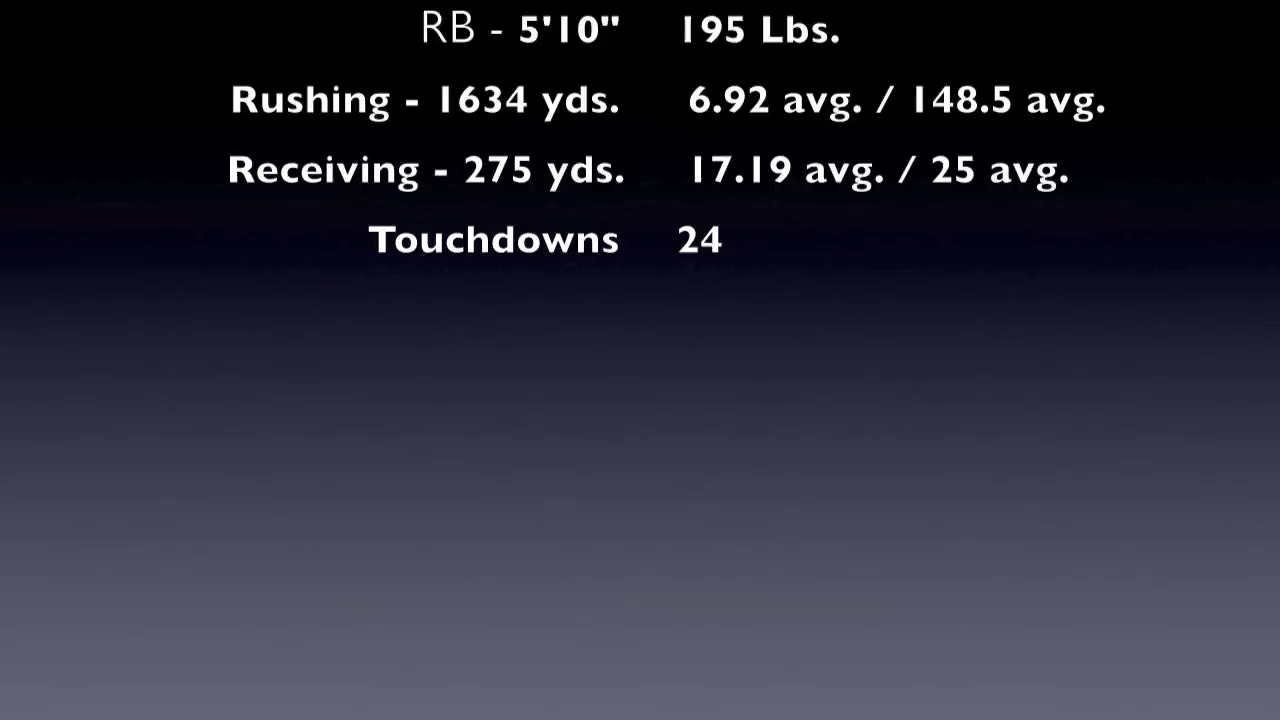 RB - 5'10" 195 Lbs.
Rushing - 1634 yds. 6.92 avg. / 148.5 avg.
Receiving - 275 yds. 17.19 avg. / 25 avg.
Touchdowns 24